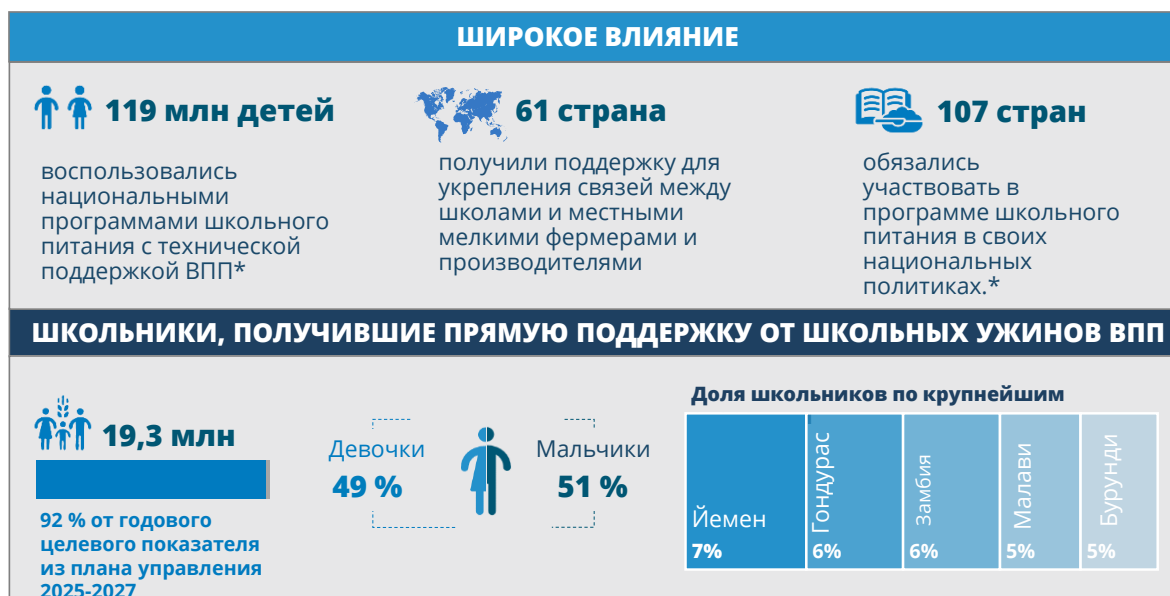 ШИРОКОЕ ВЛИЯНИЕ
119 млн детей
воспользовались
национальными
программами школьного
питания с технической
поддержкой ВПП*
61 страна
получили поддержку для
укрепления связей между
школами и местными
мелкими фермерами и
производителями
107 стран
обязались
участвовать в
программе школьного
питания в своих
национальных
политиках.*
ШКОЛЬНИКИ, ПОЛУЧИВШИЕ ПРЯМУЮ ПОДДЕРЖКУ ОТ ШКОЛЬНЫХ УЖИНОВ ВПП
19,3 млн
92 % от годового
целевого показателя
из плана управления
2025-2027
Девочки
49 %
Мальчики
51 %
Доля школьников по крупнейшим
Йемен
7%
Гондурас
6%
Замбия
6%
Малави
5%
Бурунди
5%